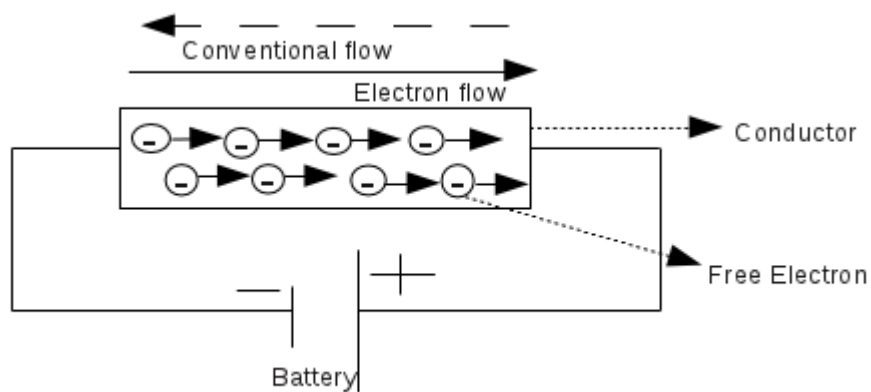 Conventional flow
Electron flow
Conductor
Free Electron
Battery